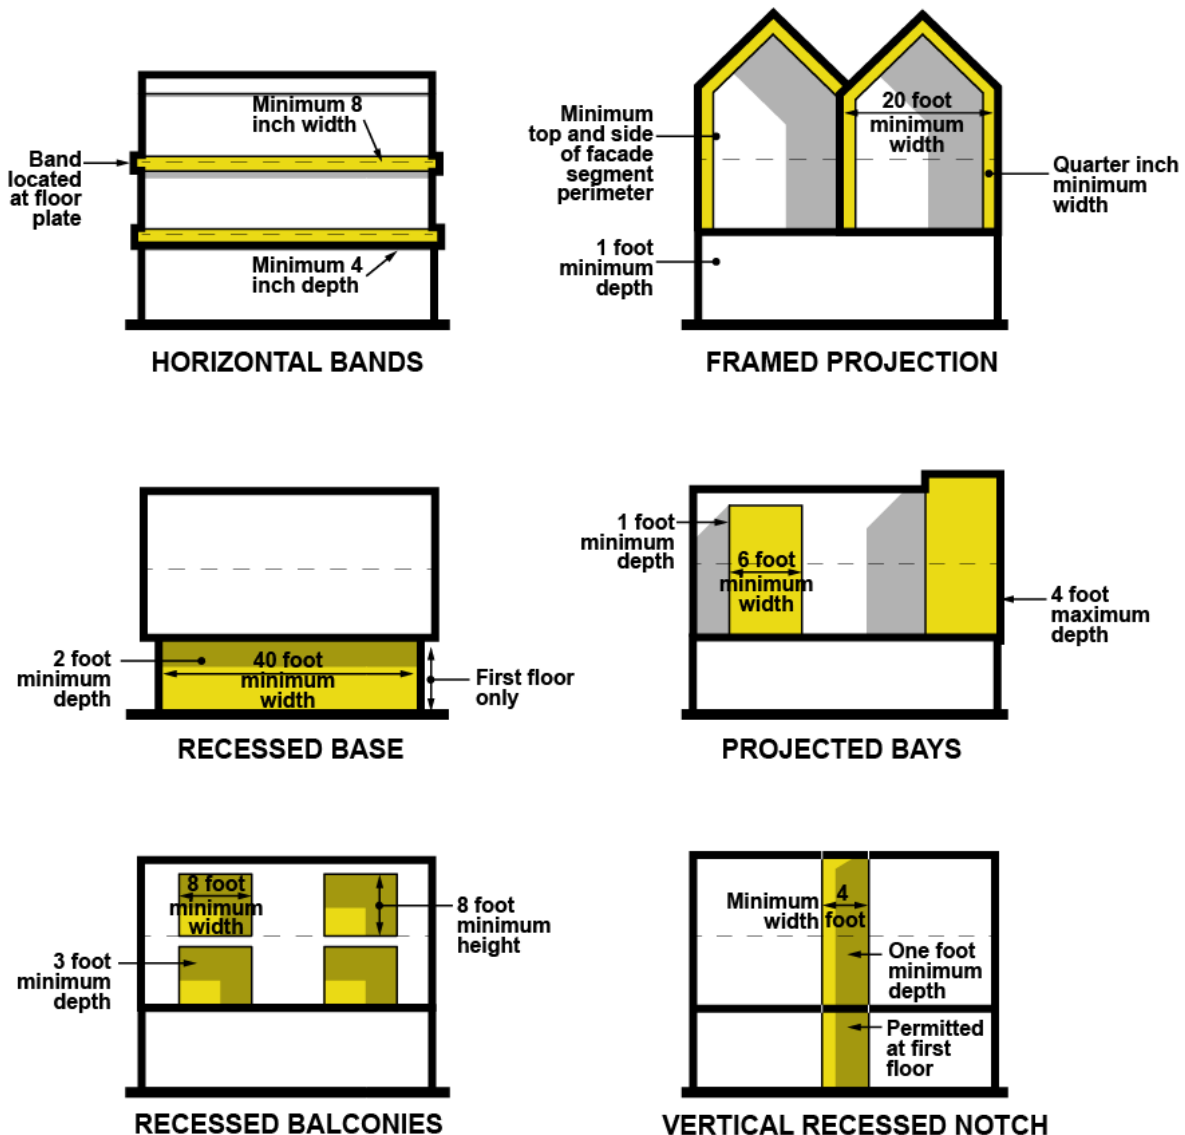 Minimum 8
inch width
Band
located
at floor
plate
Minimum 4
inch depth
HORIZONTAL BANDS
Minimum
top and side
of facade
segment
perimeter
20 foot
minimum
width
Quarter inch
minimum
width
1 foot
minimum
depth
FRAMED PROJECTION
2 foot
minimum
depth
40 foot
minimum
width
First floor
only
RECESSED BASE
1 foot
minimum
depth
6 foot
minimum
width
4 foot
maximum
depth
PROJECTED BAYS
8 foot
minimum
width
8 foot
minimum
height
3 foot
minimum
depth
RECESSED BALCONIES
Minimum 4
width foot
One foot
minimum
depth
Permitted
at first
floor
VERTICAL RECESSED NOTCH